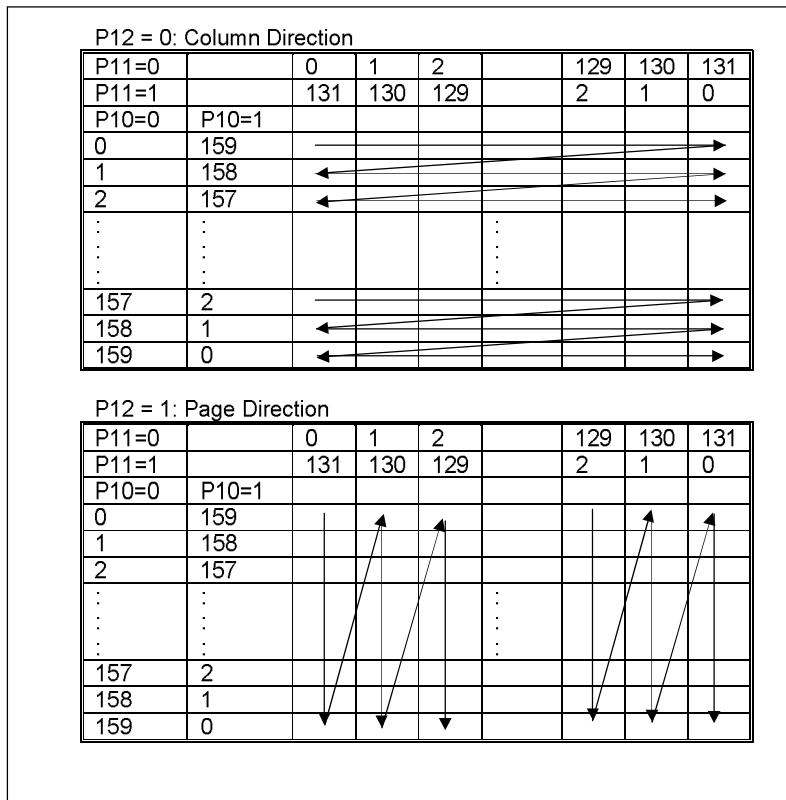 P12 = 0: Column Direction
P11=0 0 1 2 129 130 131
P11=1 131 130 129 2 1 0
P10=0 P10=1
0 159
1 158
2 157
: : :
: : :
157 2
158 1
159 0
P12 = 1: Page Direction
P11=0 0 1 2 129 130 131
P11=1 131 130 129 2 1 0
P10=0 P10=1
0 159
1 158
2 157
: : :
: : :
157 2
158 1
159 0